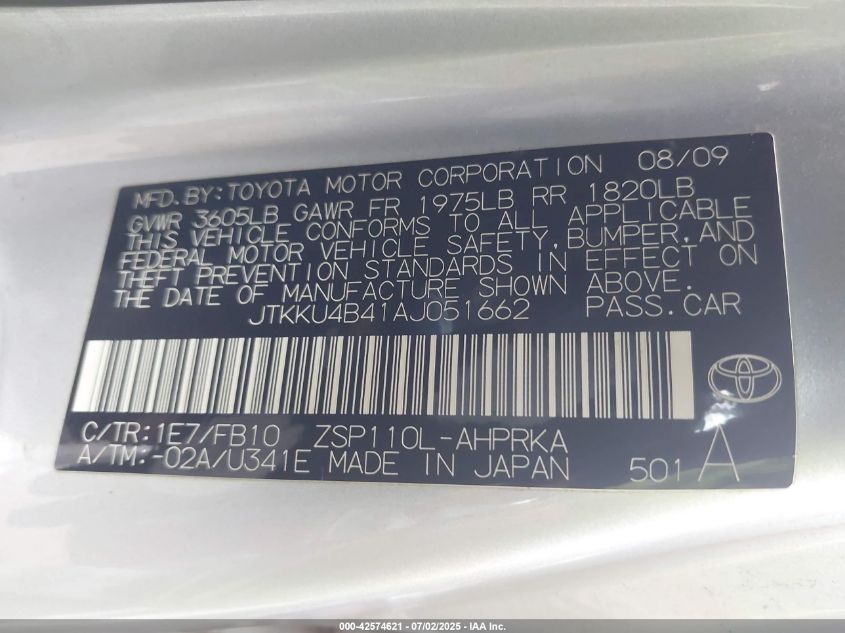 MFD.BY:TOYOTA MOTOR CORPORATION 08/09
GVWR 3605LB GAWR FR 1975LB RR 1820LB
THIS VEHICLE CONFORMS TO ALL APPLICABLE
FEDERAL MOTOR VEHICLE SAFETY,BUMPER,AND
THEFT PREVENTION STANDARDS IN EFFECT ON
THE DATE OF MANUFACTURE SHOWN ABOVE.
JTKKU4B41AJ051662 PASS.CAR
C/TR:1E7/FB10 ZSP110L-AHPRKA
A/TM:-02A/U341E MADE IN JAPAN 501 A
000-42574621 - 07/02/2025 - IAA Inc.